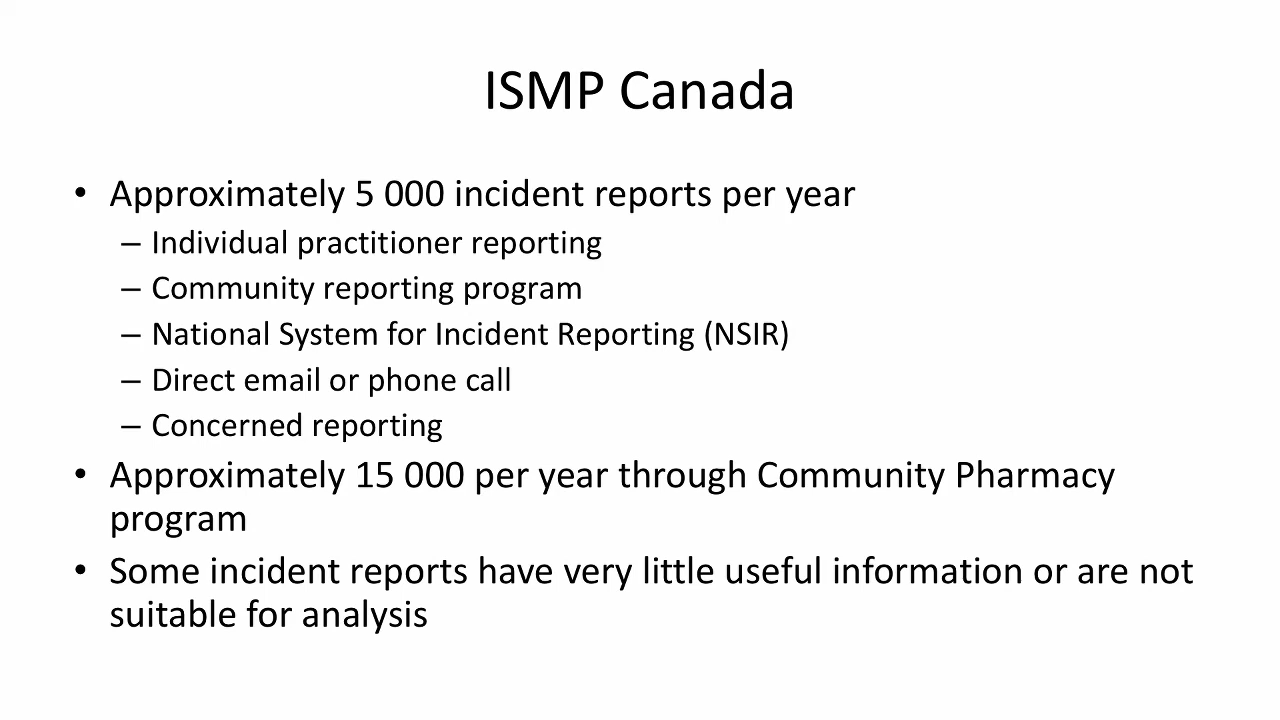 ISMP Canada
• Approximately 5 000 incident reports per year
– Individual practitioner reporting
– Community reporting program
– National System for Incident Reporting (NSIR)
– Direct email or phone call
– Concerned reporting
• Approximately 15 000 per year through Community Pharmacy
program
• Some incident reports have very little useful information or are not
suitable for analysis